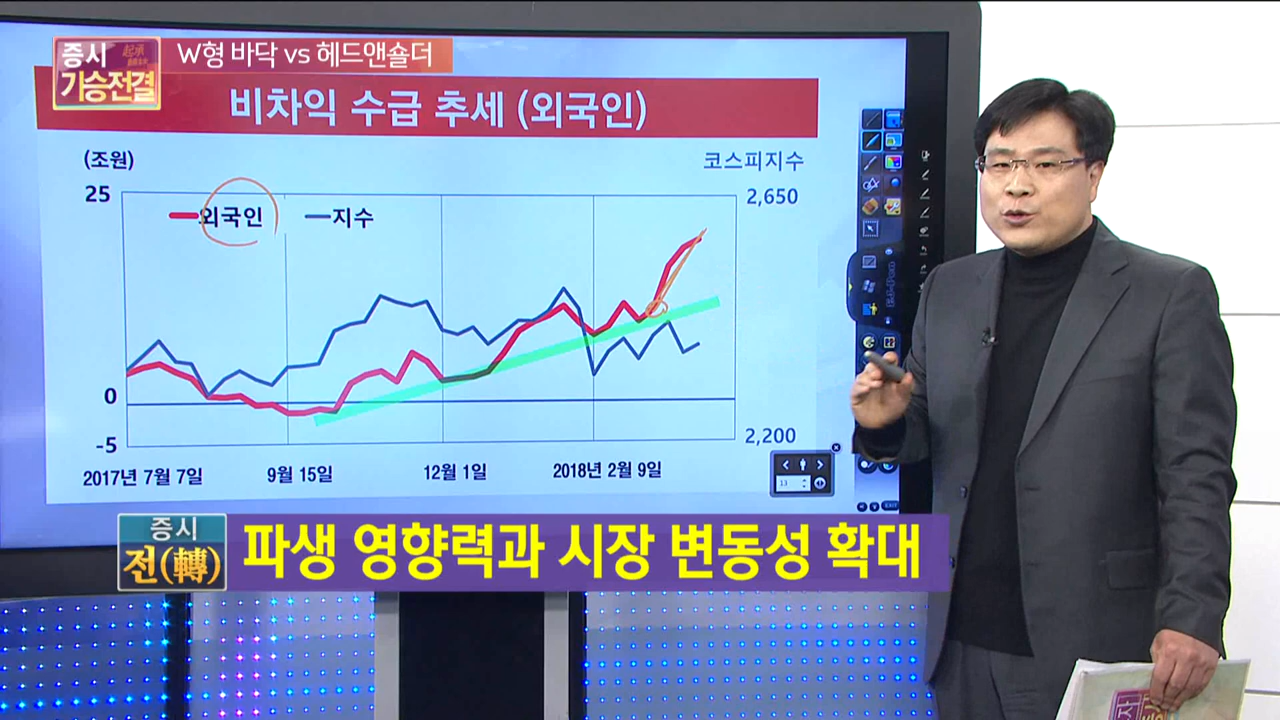 증시
起承
기승전결
W형 바닥 vs 헤드앤숄더
비차익 수급 추세 (외국인)
(조원)
코스피지수
25
2,650
외국인
지수
0
-5
2,200
2017년 7월 7일
9월 15일
12월 1일
2018년 2월 9일
13
EXIT
증시
전(轉)
파생 영향력과 시장 변동성 확대